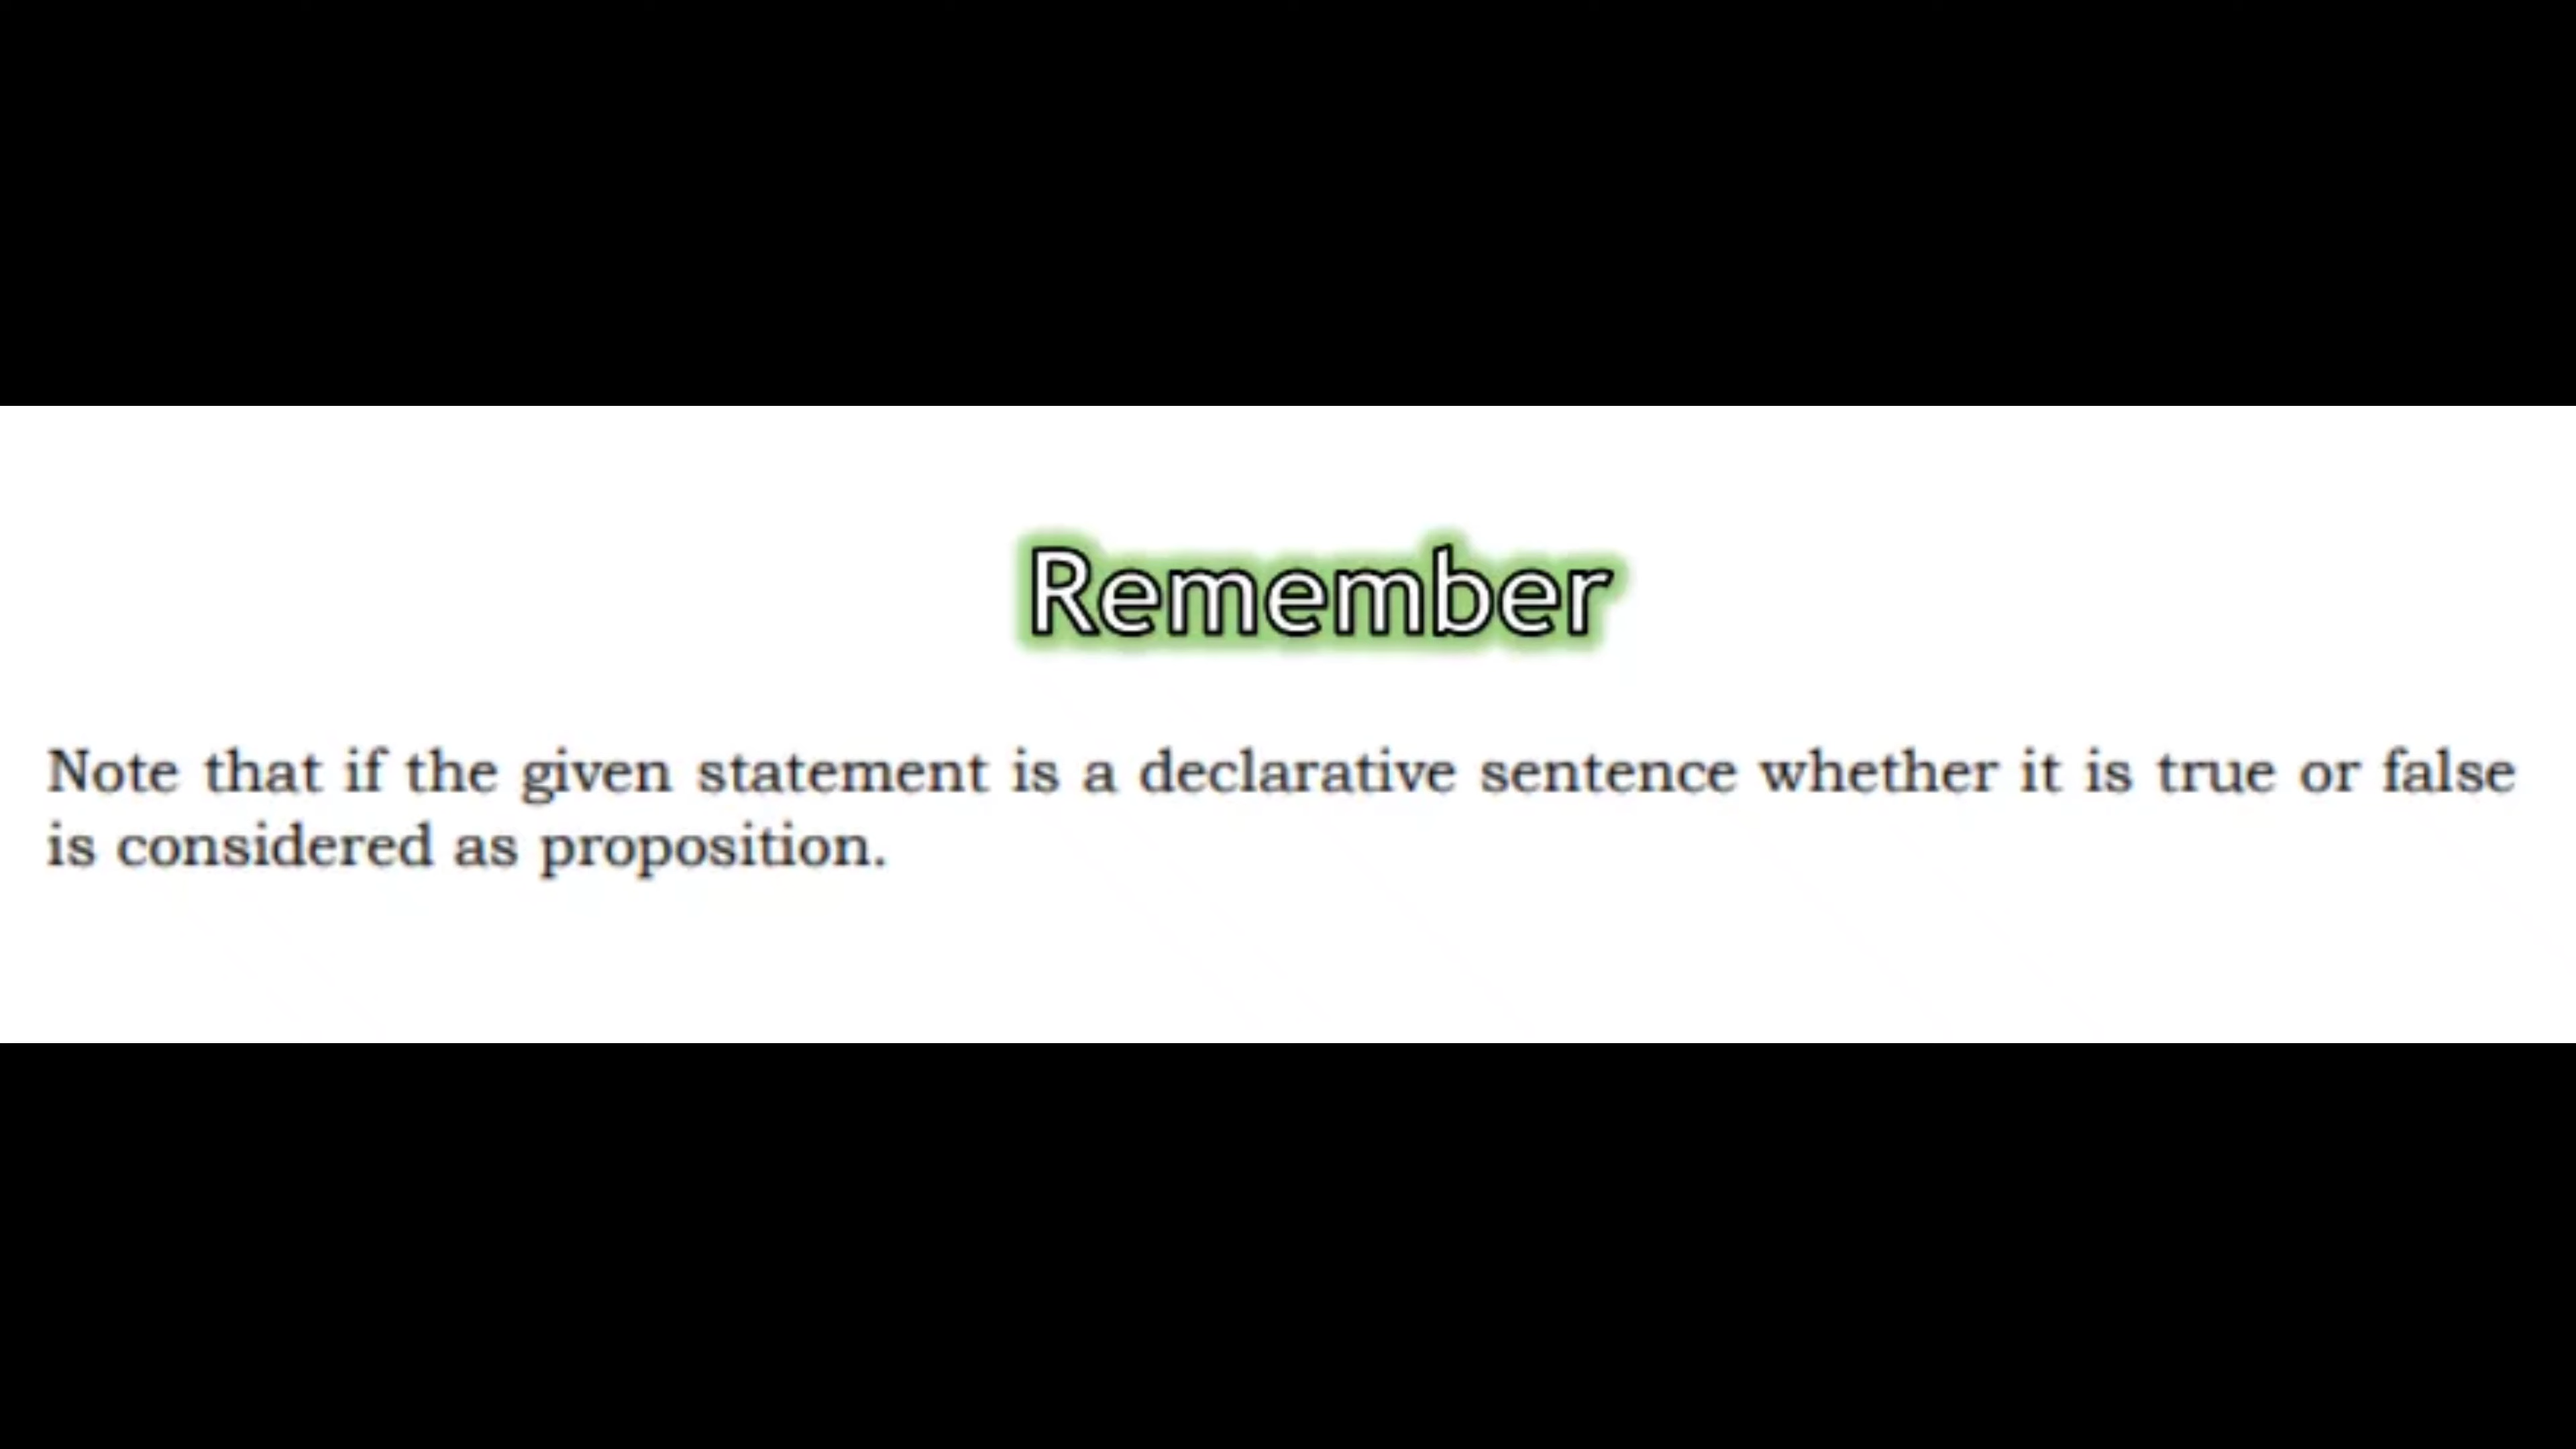 Remember
Note that if the given statement is a declarative sentence whether it is true or false
is considered as proposition.